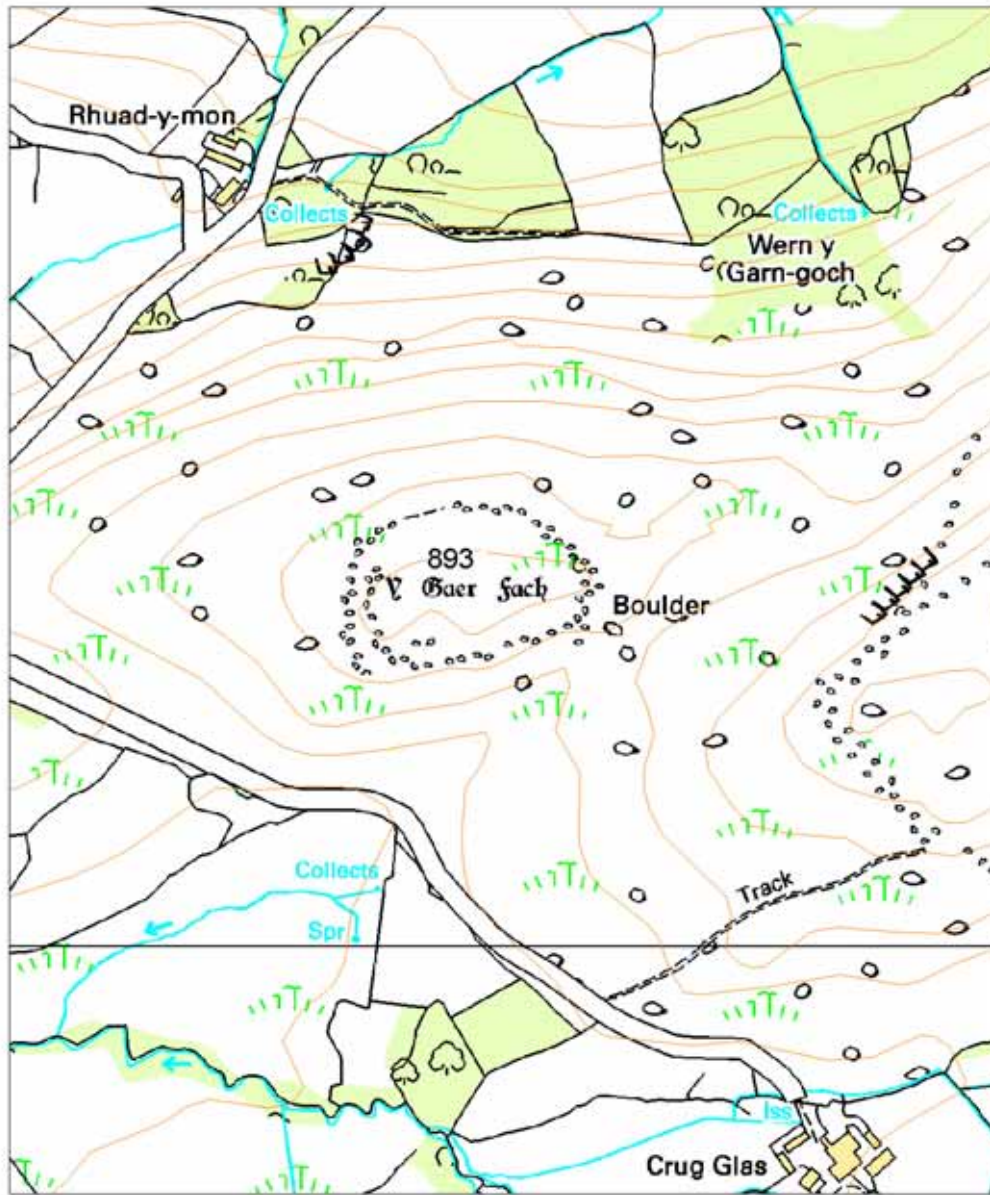 Rhuad-y-mon
Collects
Collects
Wern y
Garn-goch
893
Y Gaer Fach
Boulder
Collects
Track
Spr
Iss
Crug Glas